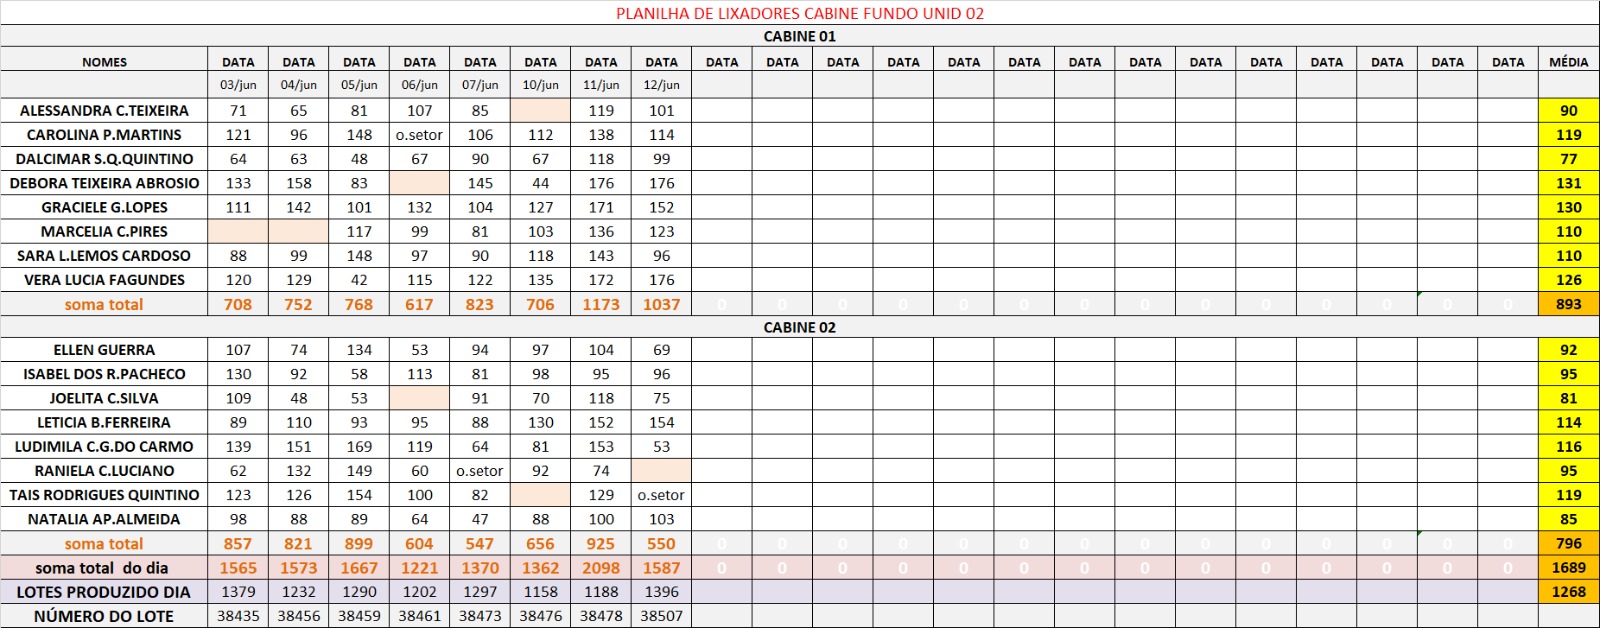 PLANILHA DE LIXADORES CABINE FUNDO UNID 02
CABINE 01
NOMES DATA DATA DATA DATA DATA DATA DATA DATA DATA DATA DATA DATA DATA DATA DATA DATA DATA DATA DATA DATA DATA DATA MÉDIA
03/jun 04/jun 05/jun 06/jun 07/jun 10/jun 11/jun 12/jun
ALESSANDRA C.TEIXEIRA 71 65 81 107 85 119 101 90
CAROLINA P.MARTINS 121 96 148 o.setor 106 112 138 114 119
DALCIMAR S.Q.QUINTINO 64 63 48 67 90 67 118 99 77
DEBORA TEIXEIRA ABROSIO 133 158 83 145 44 176 176 131
GRACIELE G.LOPES 111 142 101 132 104 127 171 152 130
MARCELIA C.PIRES 117 99 81 103 136 123 110
SARA L.LEMOS CARDOSO 88 99 148 97 90 118 143 96 110
VERA LUCIA FAGUNDES 120 129 42 115 122 135 172 176 126
soma total 708 752 768 617 823 706 1173 1037 0 0 0 0 0 0 0 0 0 0 0 0 0 0 893
CABINE 02
ELLEN GUERRA 107 74 134 53 94 97 104 69 92
ISABEL DOS R.PACHECO 130 92 58 113 81 98 95 96 95
JOELITA C.SILVA 109 48 53 91 70 118 75 81
LETICIA B.FERREIRA 89 110 93 95 88 130 152 154 114
LUDIMILA C.G.DO CARMO 139 151 169 119 64 81 153 53 116
RANIELA C.LUCIANO 62 132 149 60 o.setor 92 74 95
TAIS RODRIGUES QUINTINO 123 126 154 100 82 129 o.setor 119
NATALIA AP.ALMEIDA 98 88 89 64 47 88 100 103 85
soma total 857 821 899 604 547 656 925 550 0 0 0 0 0 0 0 0 0 0 0 0 0 0 796
soma total do dia 1565 1573 1667 1221 1370 1362 2098 1587 0 0 0 0 0 0 0 0 0 0 0 0 0 0 1689
LOTES PRODUZIDO DIA 1379 1232 1290 1202 1297 1158 1188 1396 1268
NÚMERO DO LOTE 38435 38456 38459 38461 38473 38476 38478 38507